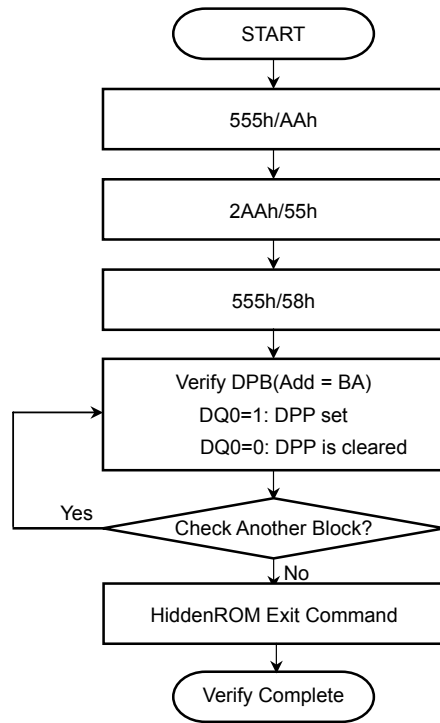 START
555h/AAh
2AAh/55h
555h/58h
Verify DPB(Add = BA)
DQ0=1: DPP set
DQ0=0: DPP is cleared
Yes
Check Another Block?
No
HiddenROM Exit Command
Verify Complete